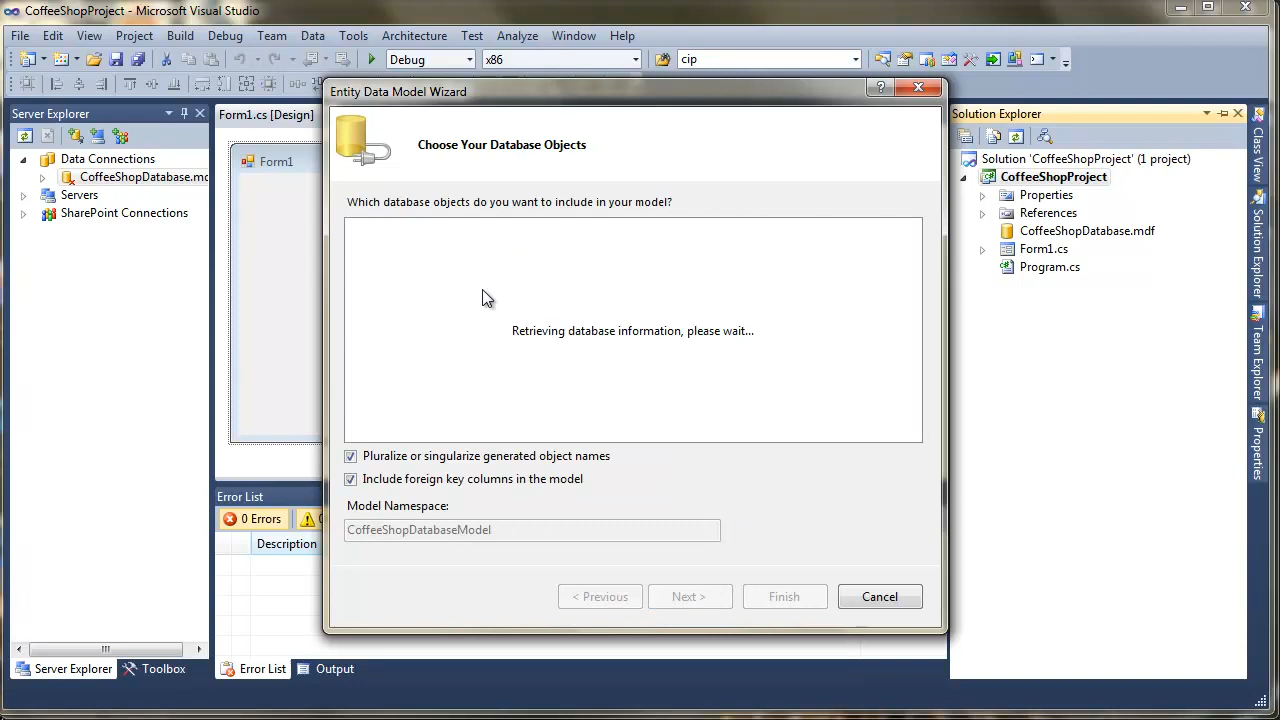 CoffeeShopProject - Microsoft Visual Studio
File Edit View Project Build Debug Team Data Tools Architecture Test Analyze Window Help
Debug x86 cip
Server Explorer
Data Connections
CoffeeShopDatabase.mc
Servers
SharePoint Connections
Form1.cs [Design]
Form1
Entity Data Model Wizard
Choose Your Database Objects
Which database objects do you want to include in your model?
Retrieving database information, please wait...
Pluralize or singularize generated object names
Include foreign key columns in the model
Model Namespace:
CoffeeShopDatabaseModel
< Previous Next > Finish Cancel
Solution Explorer
Solution 'CoffeeShopProject' (1 project)
CoffeeShopProject
Properties
References
CoffeeShopDatabase.mdf
Form1.cs
Program.cs
Class View
Solution Explorer
Team Explorer
Properties
Error List
0 Errors
Description
Server Explorer Toolbox
Error List Output